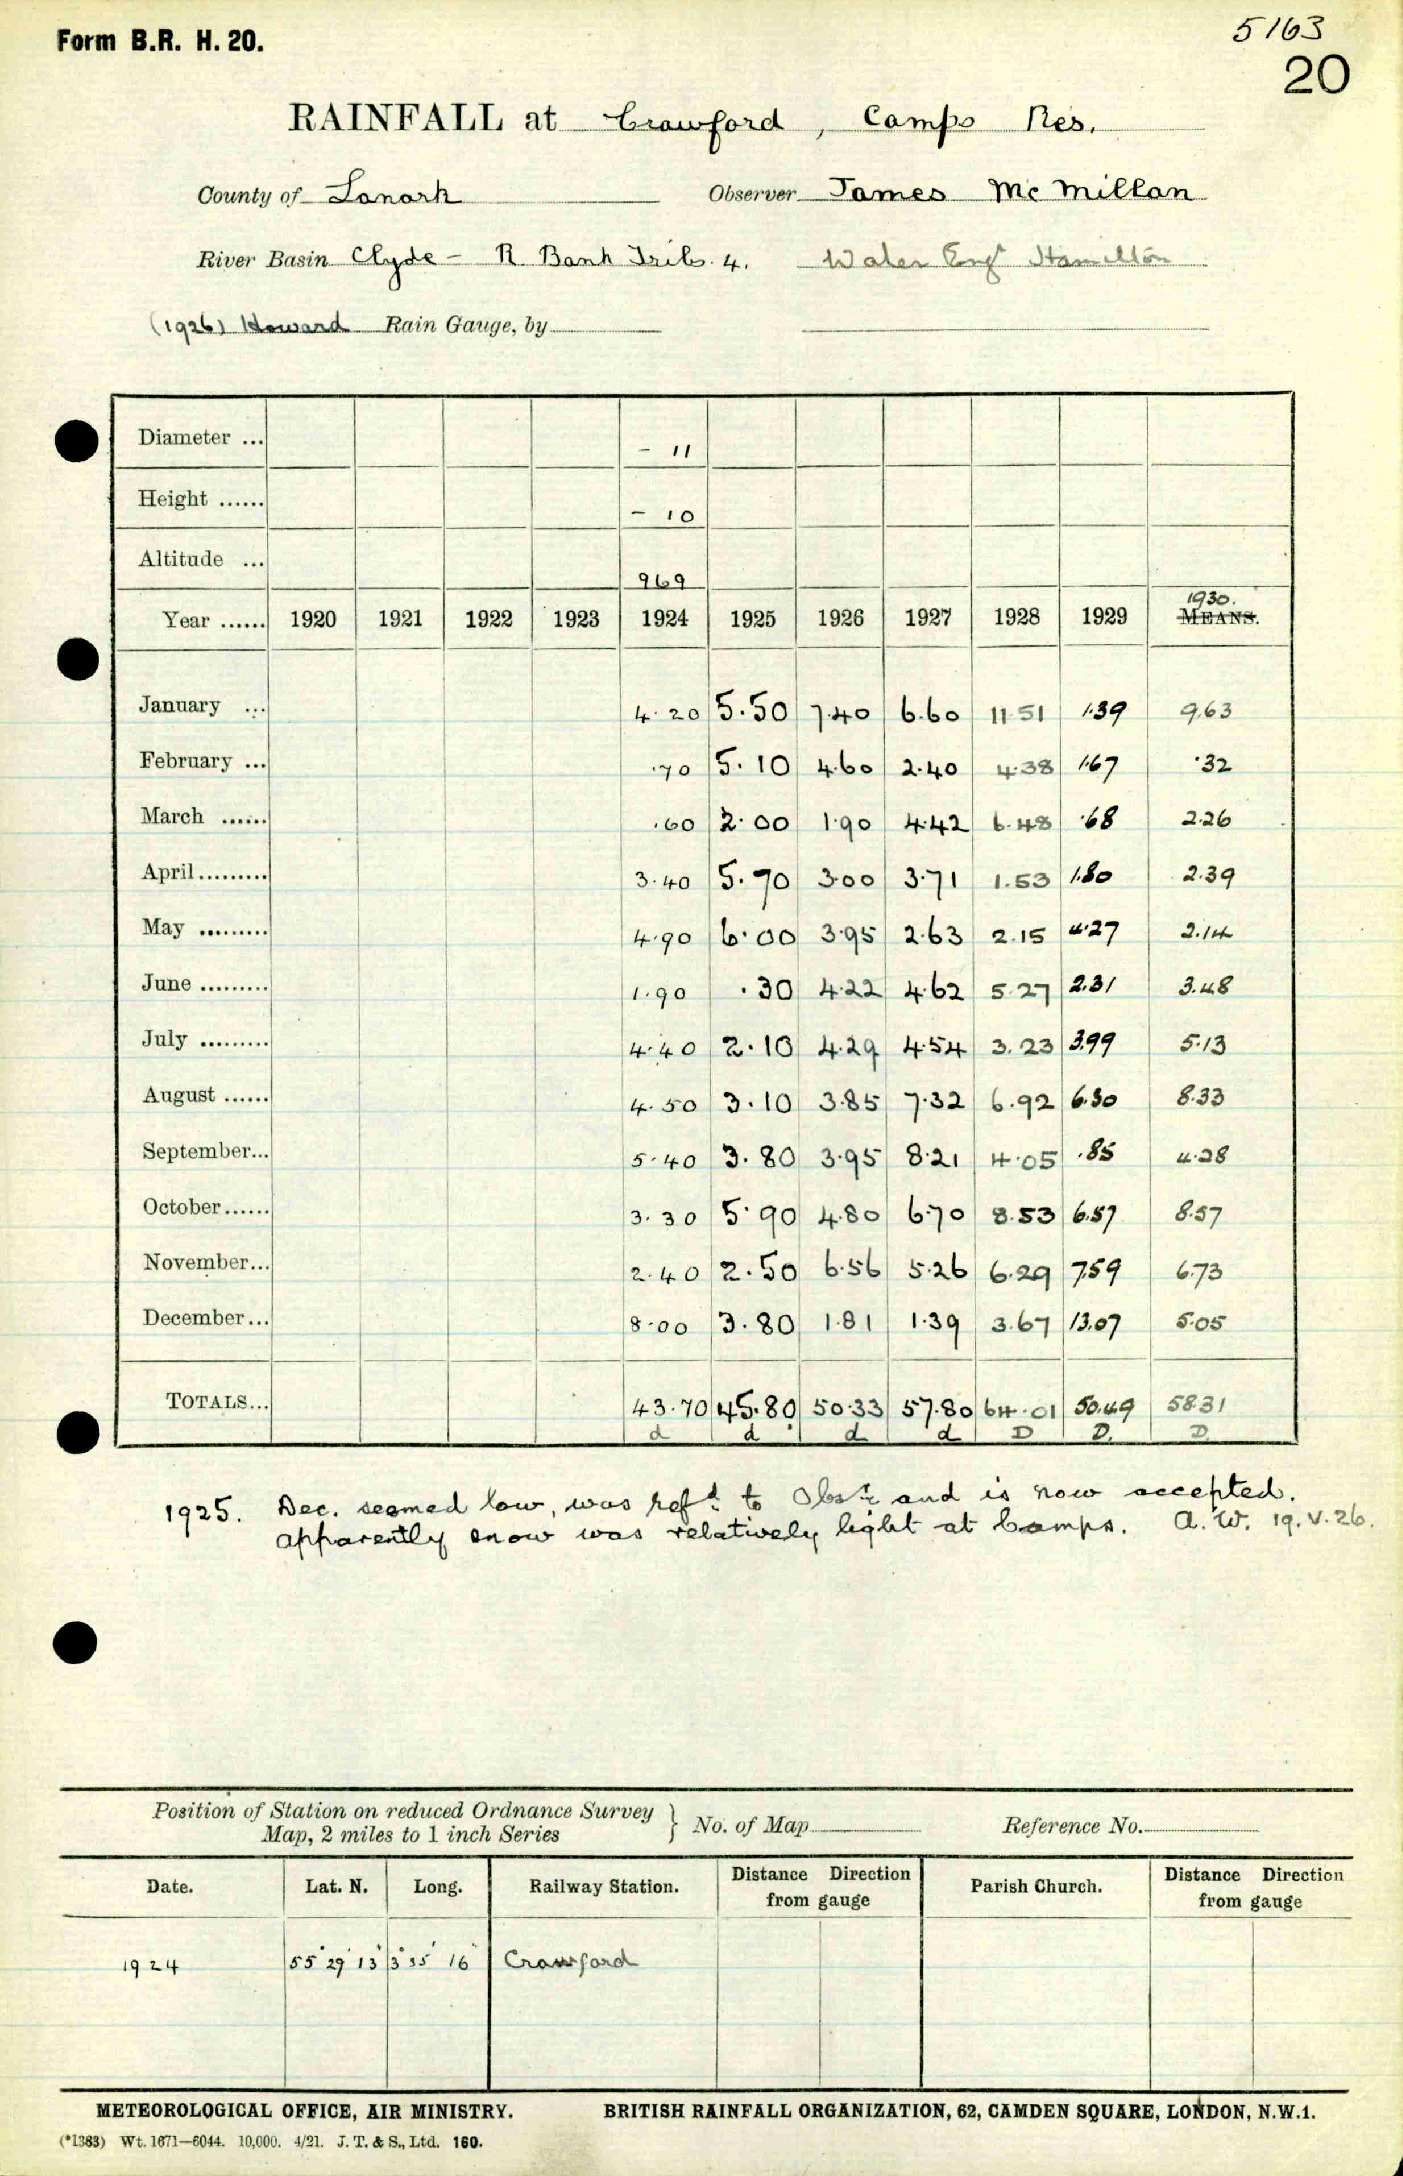 Form B.R. H. 20.
5163
20
RAINFALL at Crawford, Camps Res.
County of Lanark Observer James McMillan
River Basin Clyde – R Bank Tribs. 4. Water Engr Hamilton
(1926) Howard Rain Gauge, by
Diameter ... – 11
Height ...... – 10
Altitude ... 969
1930.
Year ...... 1920 1921 1922 1923 1924 1925 1926 1927 1928 1929 MEANS.
January ... 4.20 5.50 7.40 6.60 11.51 1.39 9.63
February ... .70 5.10 4.60 2.40 4.38 1.67 .32
March ...... .60 2.00 1.90 4.42 6.48 .68 2.26
April ......... 3.40 5.70 3.00 3.71 1.53 1.80 2.39
May ......... 4.90 6.00 3.95 2.63 2.15 4.27 2.14
June ......... 1.90 .30 4.22 4.62 5.27 2.31 3.48
July ......... 4.40 2.10 4.29 4.54 3.23 3.99 5.13
August ...... 4.50 3.10 3.85 7.32 6.92 6.30 8.33
September... 5.40 3.80 3.95 8.21 4.05 .85 4.28
October...... 3.30 5.90 4.80 6.70 8.53 6.57 8.57
November... 2.40 2.50 6.56 5.26 6.29 7.59 6.73
December... 8.00 3.80 1.81 1.39 3.67 13.07 5.05
TOTALS... 43.70 45.80 50.33 57.80 64.01 50.49 58.31
d d d d D D. D.
1925. Dec. seemed low, was refd. to Obsr. and is now accepted.
apparently snow was relatively light at Camps. A.W. 19.V.26.
Position of Station on reduced Ordnance Survey
Map, 2 miles to 1 inch Series } No. of Map Reference No.
Date. Lat. N. Long. Railway Station. Distance Direction from gauge Parish Church. Distance Direction from gauge
1924 55° 29' 13" 3° 35' 16" Crawford
METEOROLOGICAL OFFICE, AIR MINISTRY. BRITISH RAINFALL ORGANIZATION, 62, CAMDEN SQUARE, LONDON, N.W.1.
(*1383) Wt. 1671—6044. 10,000. 4/21. J. T. & S., Ltd. 160.